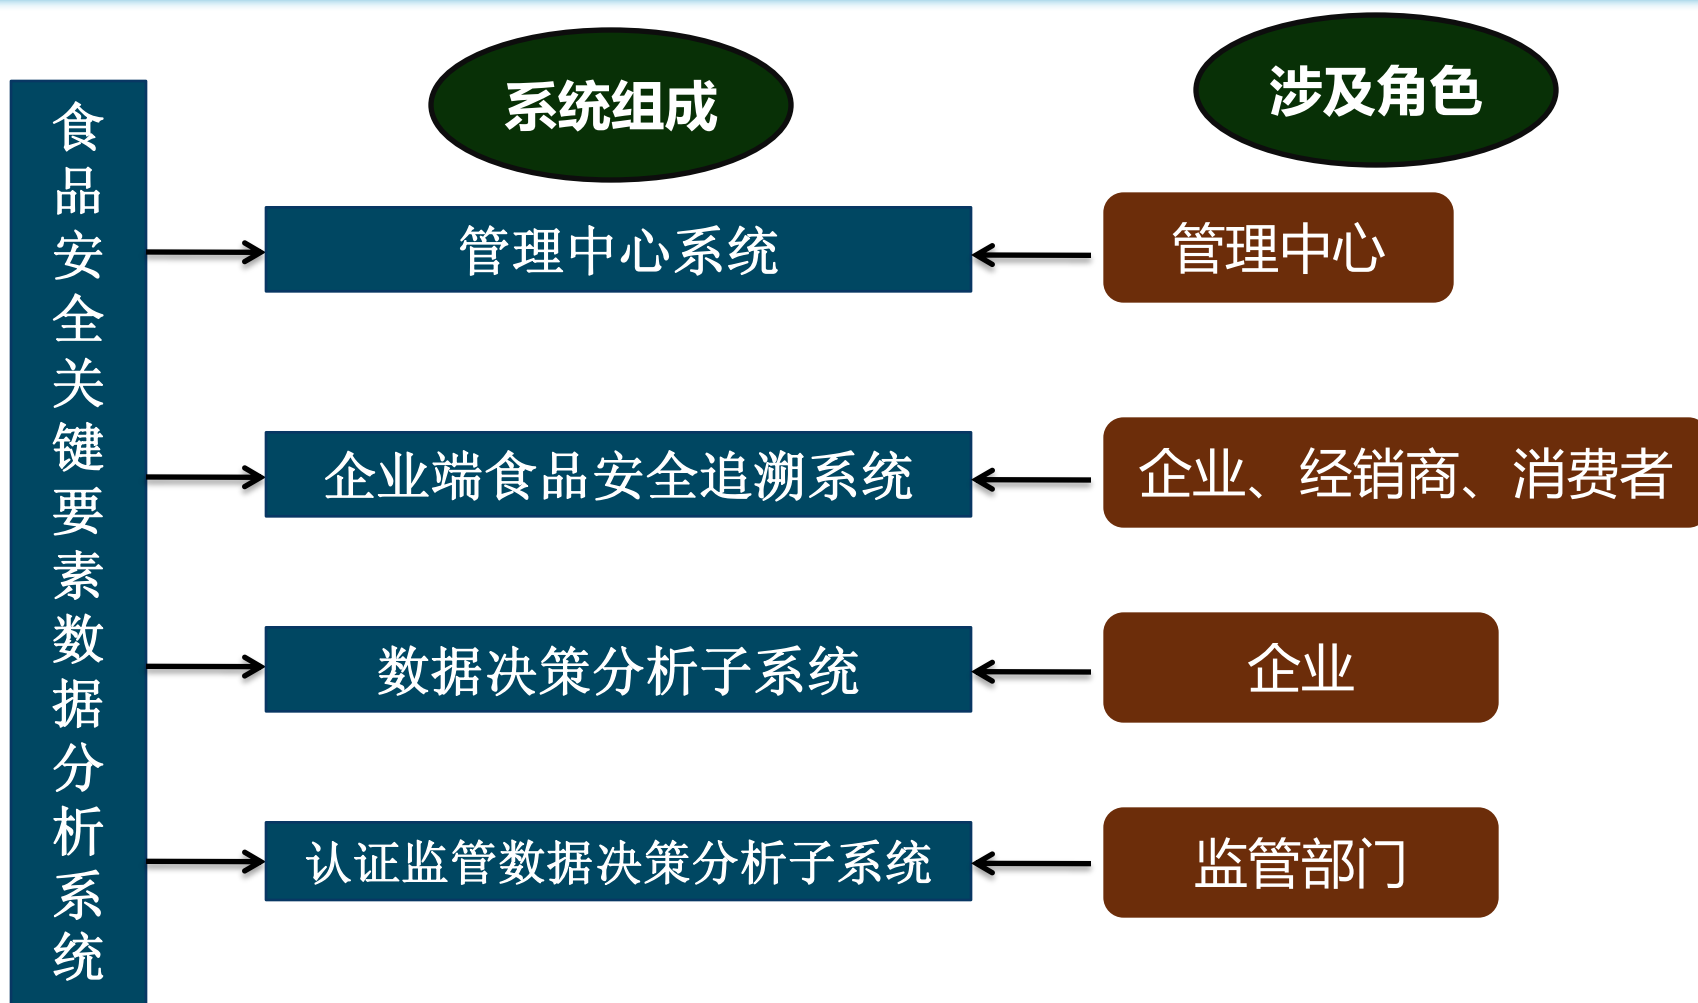 食品安全关键要素数据分析系统
系统组成
涉及角色
管理中心系统
管理中心
企业端食品安全追溯系统
企业、经销商、消费者
数据决策分析子系统
企业
认证监管数据决策分析子系统
监管部门